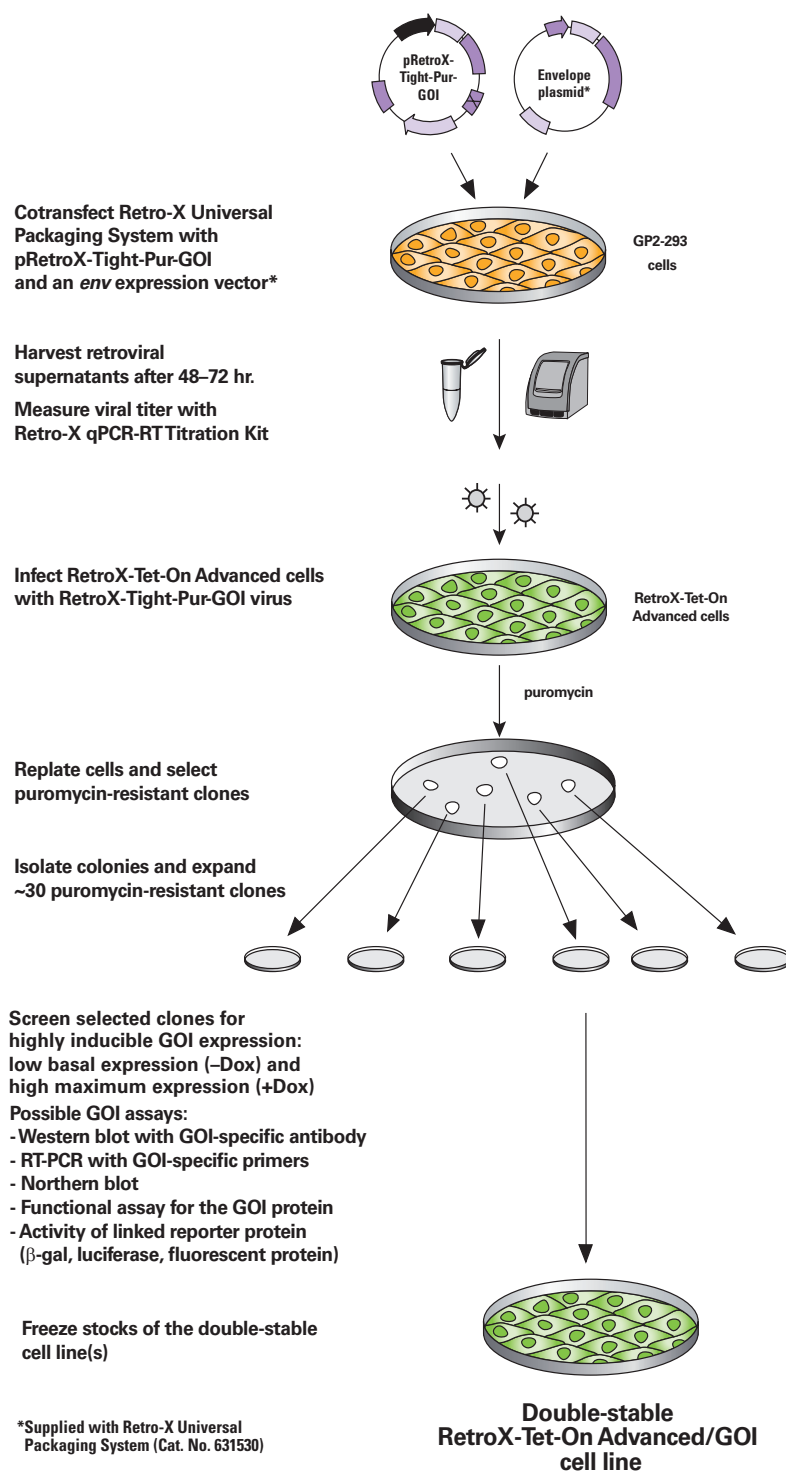 pRetroX-
Tight-Pur-
GOI
Envelope
plasmid*
Cotransfect Retro-X Universal
Packaging System with
pRetroX-Tight-Pur-GOI
and an env expression vector*
GP2-293
cells
Harvest retroviral
supernatants after 48–72 hr.
Measure viral titer with
Retro-X qPCR-RT Titration Kit
Infect RetroX-Tet-On Advanced cells
with RetroX-Tight-Pur-GOI virus
RetroX-Tet-On
Advanced cells
puromycin
Replate cells and select
puromycin-resistant clones
Isolate colonies and expand
~30 puromycin-resistant clones
Screen selected clones for
highly inducible GOI expression:
low basal expression (–Dox) and
high maximum expression (+Dox)
Possible GOI assays:
- Western blot with GOI-specific antibody
- RT-PCR with GOI-specific primers
- Northern blot
- Functional assay for the GOI protein
- Activity of linked reporter protein
(β-gal, luciferase, fluorescent protein)
Freeze stocks of the double-stable
cell line(s)
*Supplied with Retro-X Universal
Packaging System (Cat. No. 631530)
Double-stable
RetroX-Tet-On Advanced/GOI
cell line